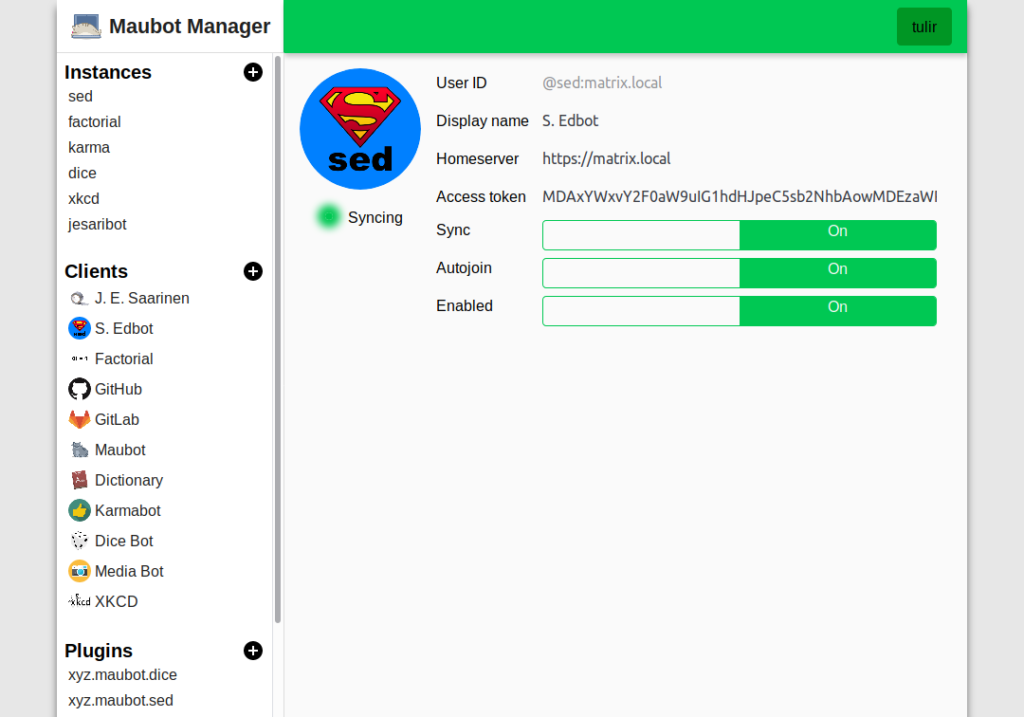 Maubot Manager
tulir
Instances
sed
factorial
karma
dice
xkcd
jesaribot
Clients
J. E. Saarinen
S. Edbot
Factorial
GitHub
GitLab
Maubot
Dictionary
Karmabot
Dice Bot
Media Bot
xkcd XKCD
Plugins
xyz.maubot.dice
xyz.maubot.sed
sed
Syncing
User ID @sed:matrix.local
Display name S. Edbot
Homeserver https://matrix.local
Access token
Sync On
Autojoin On
Enabled On